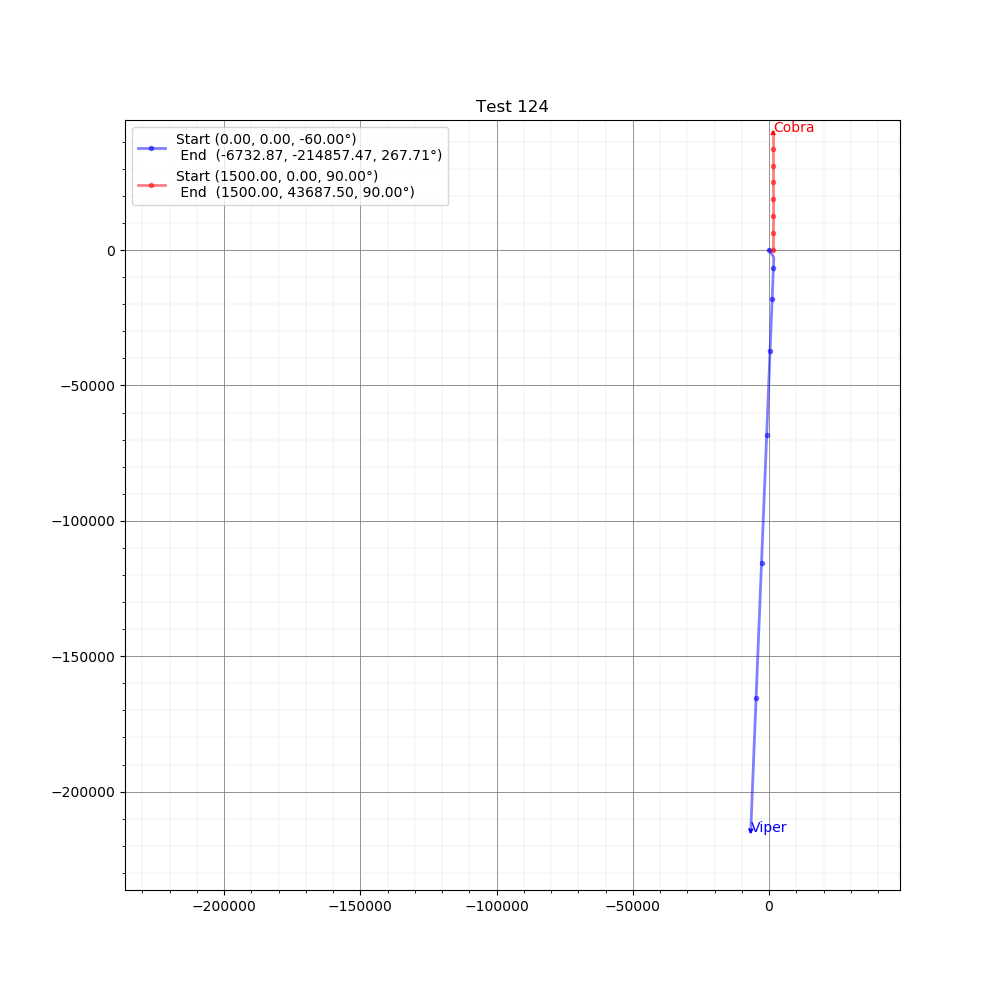 Test 124
Start (0.00, 0.00, -60.00°)
End  (-6732.87, -214857.47, 267.71°)
Start (1500.00, 0.00, 90.00°)
End  (1500.00, 43687.50, 90.00°)
Cobra
0
−50000
−100000
−150000
−200000
Viper
−200000
−150000
−100000
−50000
0